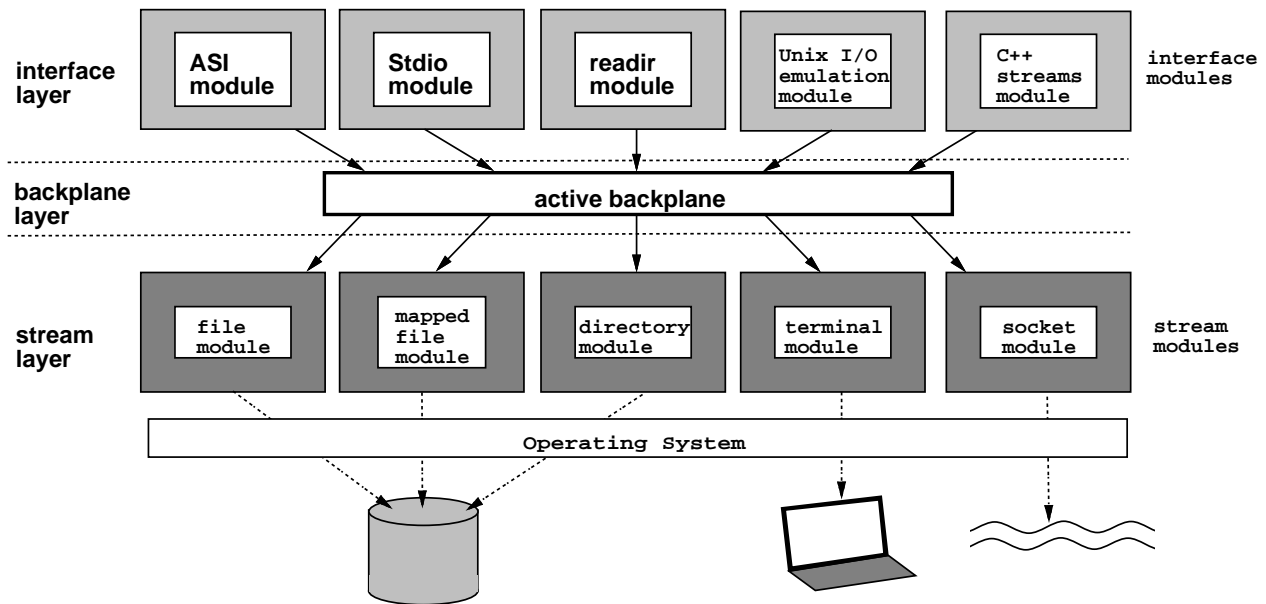 interface
layer
ASI
module
Stdio
module
readir
module
Unix I/O
emulation
module
C++
streams
module
interface
modules
backplane
layer
active backplane
stream
layer
file
module
mapped
file
module
directory
module
terminal
module
socket
module
stream
modules
Operating System